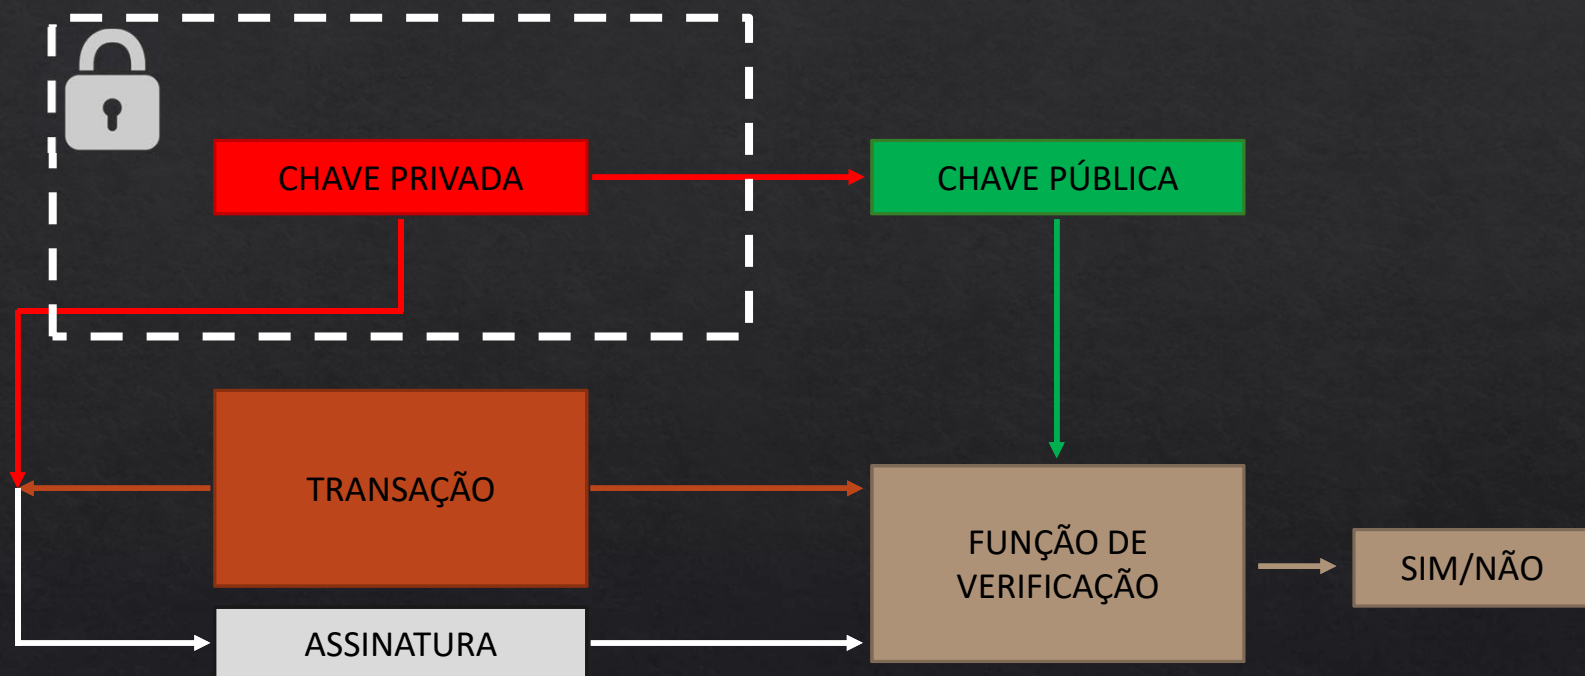 CHAVE PRIVADA
CHAVE PÚBLICA
TRANSAÇÃO
FUNÇÃO DE
VERIFICAÇÃO
SIM/NÃO
ASSINATURA